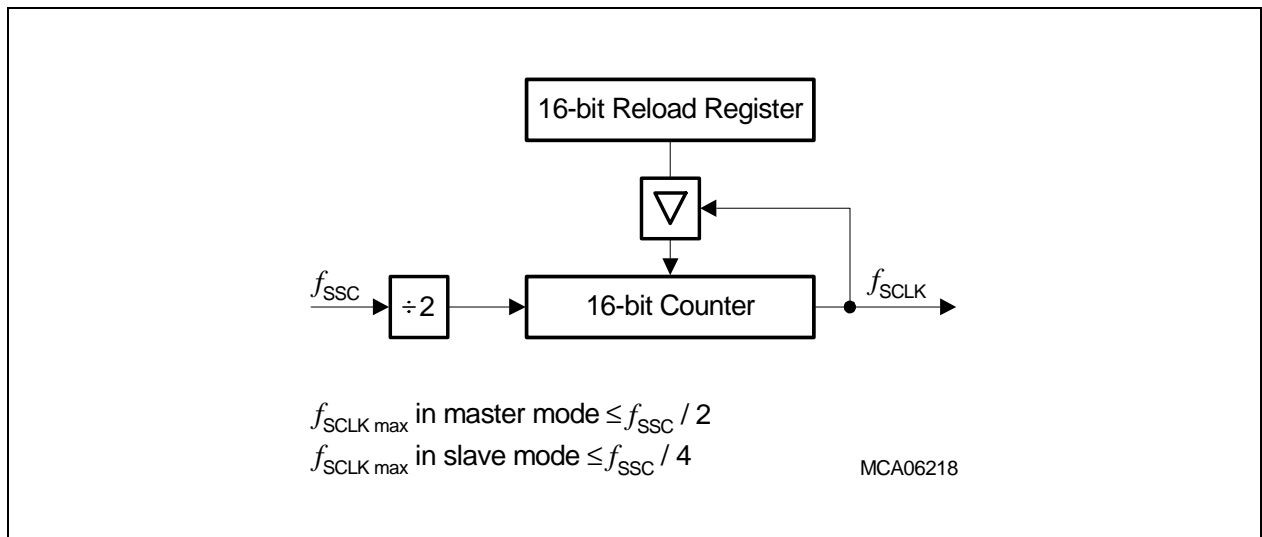 16-bit Reload Register
▽
fSSC
÷2
16-bit Counter
fSCLK
fSCLK max in master mode ≤ fSSC / 2
fSCLK max in slave mode ≤ fSSC / 4
MCA06218